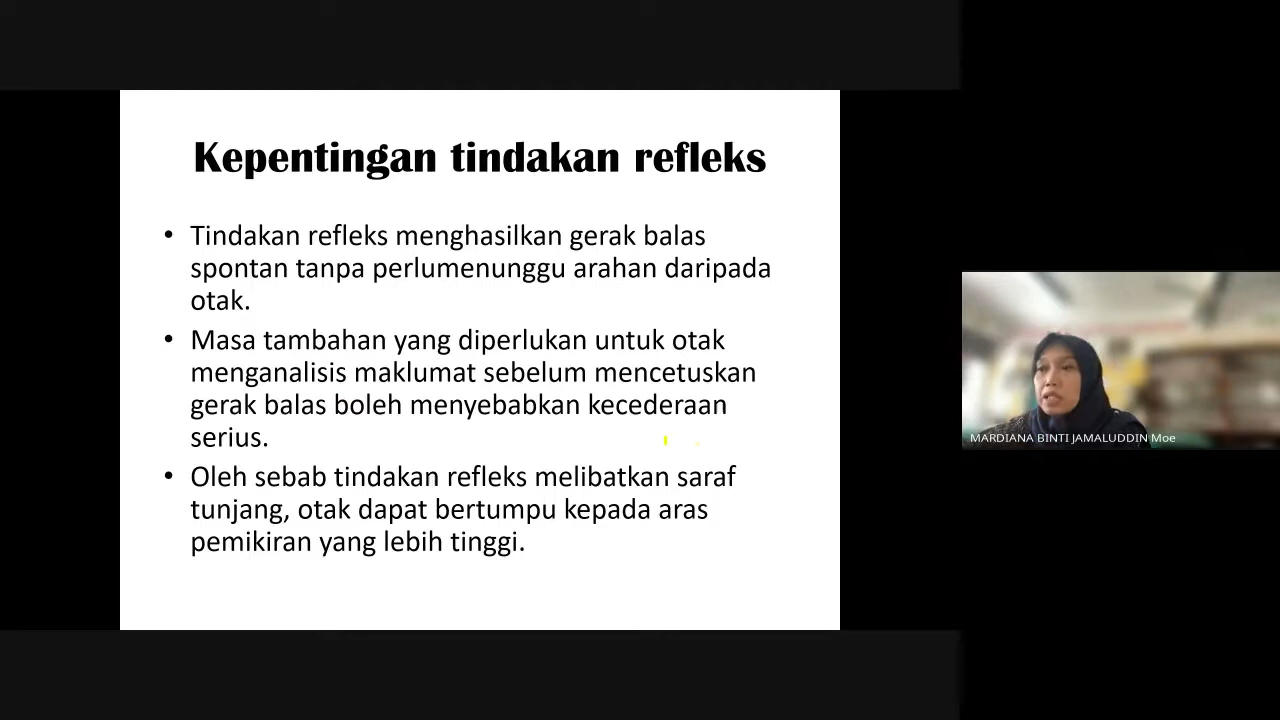 Kepentingan tindakan refleks
• Tindakan refleks menghasilkan gerak balas
spontan tanpa perlumenunggu arahan daripada
otak.
• Masa tambahan yang diperlukan untuk otak
menganalisis maklumat sebelum mencetuskan
gerak balas boleh menyebabkan kecederaan
serius.
• Oleh sebab tindakan refleks melibatkan saraf
tunjang, otak dapat bertumpu kepada aras
pemikiran yang lebih tinggi.
MARDIANA BINTI JAMALUDDIN Moe